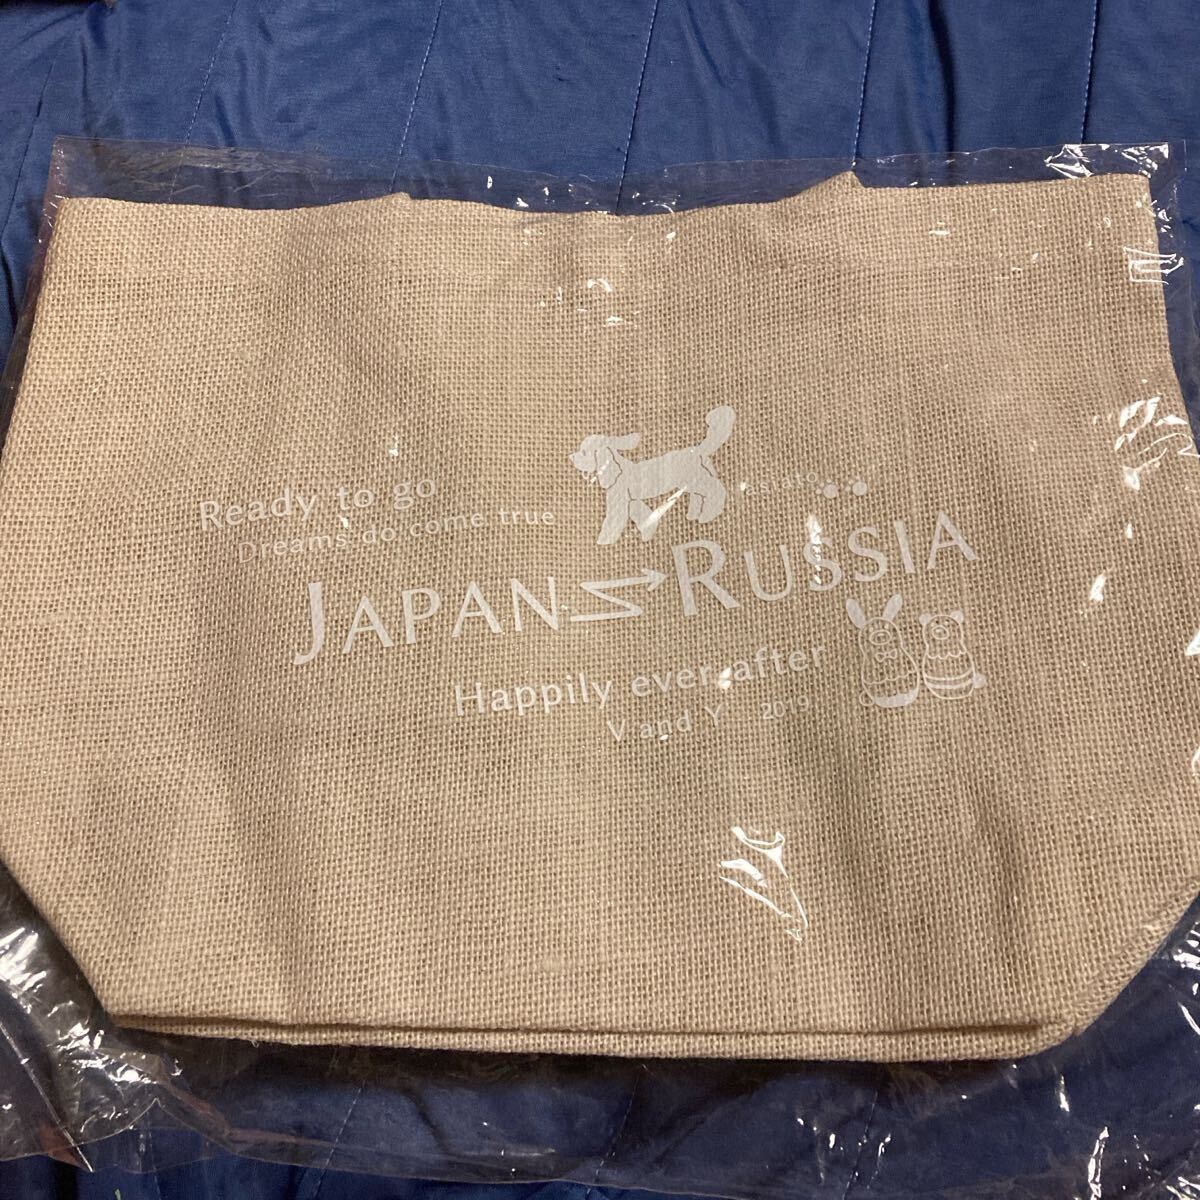 Ready to go
Dreams do come true
JAPAN RUSSIA
Happily ever after
V and Y 2019